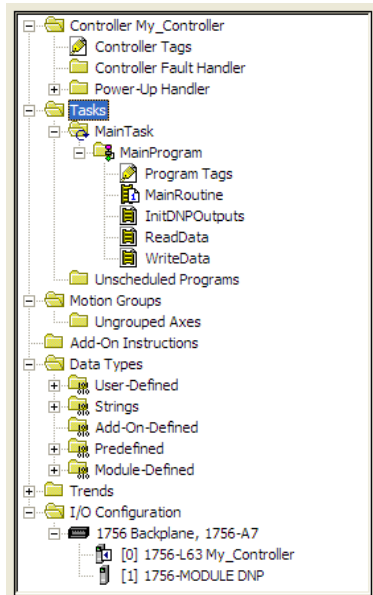 Controller My_Controller
Controller Tags
Controller Fault Handler
Power-Up Handler
Tasks
MainTask
MainProgram
Program Tags
MainRoutine
InitDNPOutputs
ReadData
WriteData
Unscheduled Programs
Motion Groups
Ungrouped Axes
Add-On Instructions
Data Types
User-Defined
Strings
Add-On-Defined
Predefined
Module-Defined
Trends
I/O Configuration
1756 Backplane, 1756-A7
[0] 1756-L63 My_Controller
[1] 1756-MODULE DNP